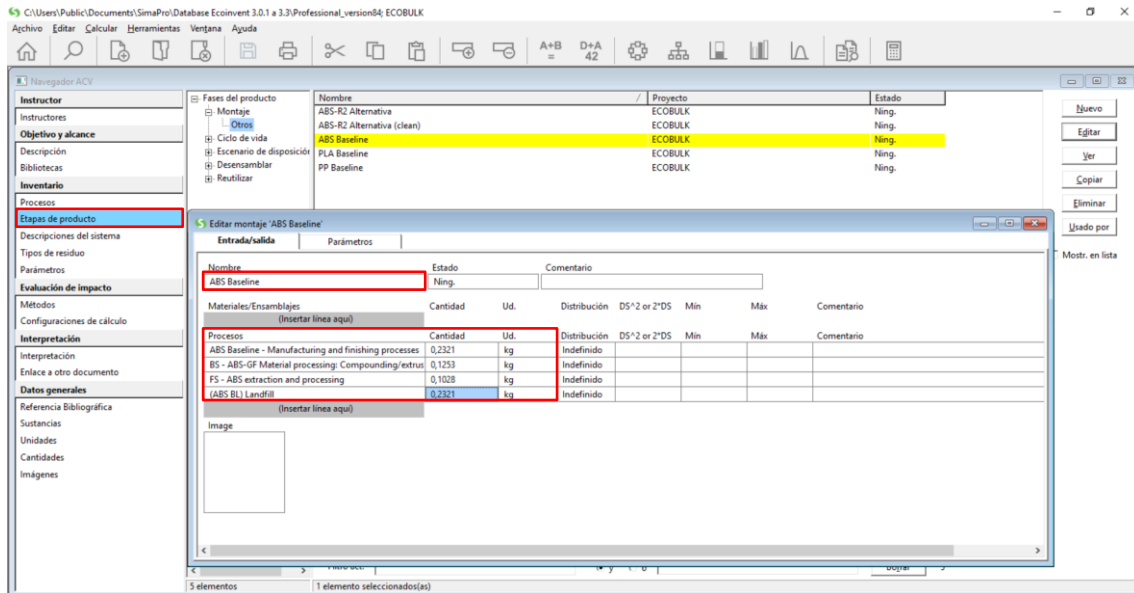 C:\Users\Public\Documents\SimaPro\Database Ecoinvent 3.0.1 a 3.3\Professional_version84; ECOBULK
Archivo Editar Calcular Herramientas Ventana Ayuda
A+B
=
D+A
42
Navegador ACV
Instructor
Instructores
Objetivo y alcance
Descripción
Bibliotecas
Inventario
Procesos
Etapas de producto
Descripciones del sistema
Tipos de residuo
Parámetros
Evaluación de impacto
Métodos
Configuraciones de cálculo
Interpretación
Interpretación
Enlace a otro documento
Datos generales
Referencia Bibliográfica
Sustancias
Unidades
Cantidades
Imágenes
Fases del producto
Montaje
Otros
Ciclo de vida
Escenario de disposición
Desensamblar
Reutilizar
Nombre / Proyecto Estado
ABS-R2 Alternativa ECOBULK Ning.
ABS-R2 Alternativa (clean) ECOBULK Ning.
ABS Baseline ECOBULK Ning.
PLA Baseline ECOBULK Ning.
PP Baseline ECOBULK Ning.
Nuevo
Editar
Ver
Copiar
Eliminar
Usado por
Mostr. en lista
Editar montaje 'ABS Baseline'
Entrada/salida Parámetros
Nombre Estado Comentario
ABS Baseline Ning.
Materiales/Ensamblajes Cantidad Ud. Distribución DS^2 or 2*DS Mín Máx Comentario
(Insertar línea aquí)
Procesos Cantidad Ud. Distribución DS^2 or 2*DS Mín Máx Comentario
ABS Baseline - Manufacturing and finishing processes 0,2321 kg Indefinido
BS - ABS-GF Material processing: Compounding/extrus 0,1253 kg Indefinido
FS - ABS extraction and processing 0,1028 kg Indefinido
(ABS BL) Landfill 0,2321 kg Indefinido
(Insertar línea aquí)
Image
5 elementos 1 elemento seleccionados(as)